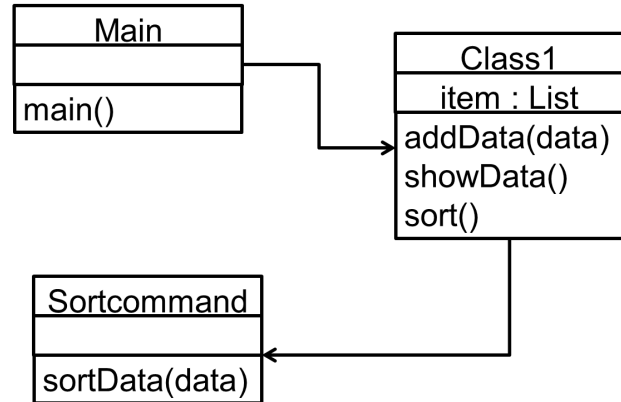 Main
main()
Class1
item : List
addData(data)
showData()
sort()
Sortcommand
sortData(data)